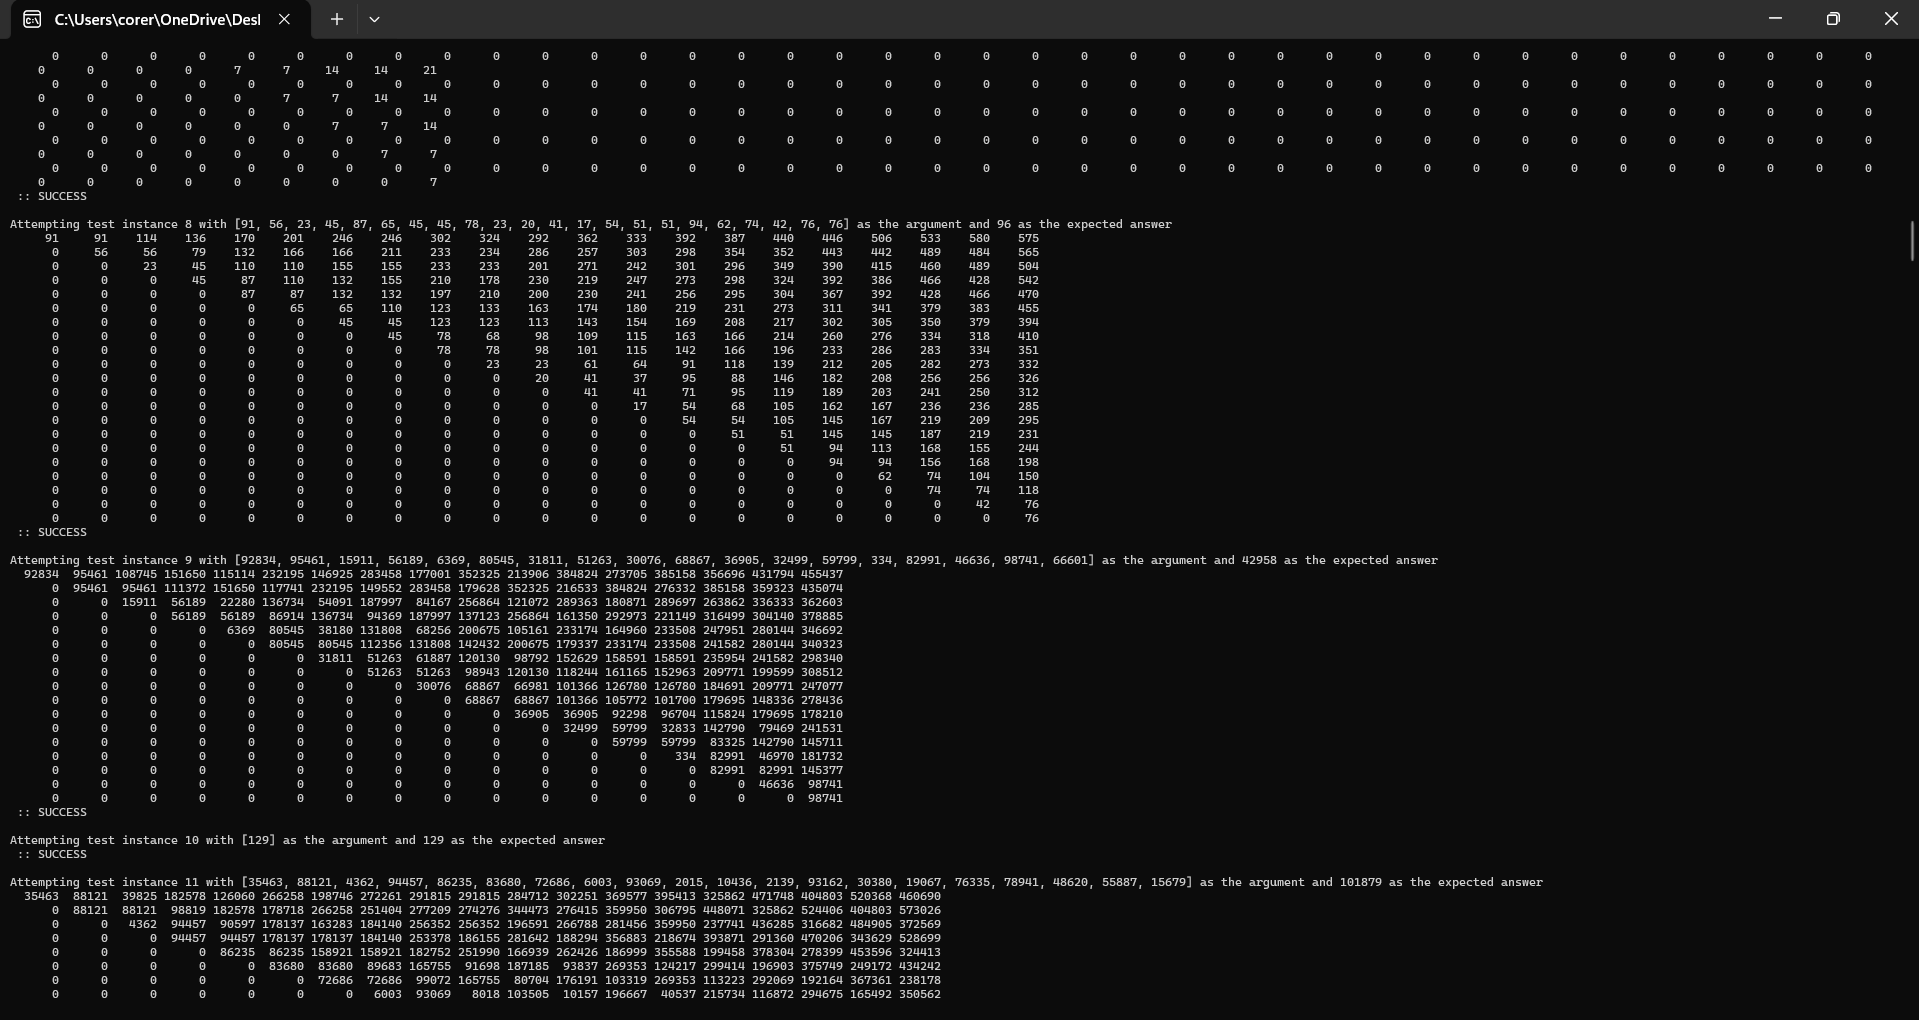 C:\Users\corer\OneDrive\Desl
0 0 0 0 0 0 0 0 0 0 0 0 0 0 0 0 0 0 0 0 0 0 0 0 0 0 0 0 0 0 0 0 0 0 0 0 0 0
0 0 0 0 7 7 14 14 21
0 0 0 0 0 0 0 0 0 0 0 0 0 0 0 0 0 0 0 0 0 0 0 0 0 0 0 0 0 0 0 0 0 0 0 0 0 0
0 0 0 0 0 7 7 14 14
0 0 0 0 0 0 0 0 0 0 0 0 0 0 0 0 0 0 0 0 0 0 0 0 0 0 0 0 0 0 0 0 0 0 0 0 0 0
0 0 0 0 0 0 7 7 14
0 0 0 0 0 0 0 0 0 0 0 0 0 0 0 0 0 0 0 0 0 0 0 0 0 0 0 0 0 0 0 0 0 0 0 0 0 0
0 0 0 0 0 0 0 7 7
0 0 0 0 0 0 0 0 0 0 0 0 0 0 0 0 0 0 0 0 0 0 0 0 0 0 0 0 0 0 0 0 0 0 0 0 0 0
0 0 0 0 0 0 0 0 7
:: SUCCESS
Attempting test instance 8 with [91, 56, 23, 45, 87, 65, 45, 45, 78, 23, 20, 41, 17, 54, 51, 51, 94, 62, 74, 42, 76, 76] as the argument and 96 as the expected answer
91 91 114 136 170 201 246 246 302 324 292 362 333 392 387 440 446 506 533 580 575
0 56 56 79 132 166 166 211 233 234 286 257 303 298 354 352 443 442 489 484 565
0 0 23 45 110 110 155 155 233 233 201 271 242 301 296 349 390 415 460 489 504
0 0 0 45 87 110 132 155 210 178 230 219 247 273 298 324 392 386 466 428 542
0 0 0 0 87 87 132 132 197 210 200 230 241 256 295 304 367 392 428 466 470
0 0 0 0 0 65 65 110 123 133 163 174 180 219 231 273 311 341 379 383 455
0 0 0 0 0 0 45 45 123 123 113 143 154 169 208 217 302 305 350 379 394
0 0 0 0 0 0 0 45 78 68 98 109 115 163 166 214 260 276 334 318 410
0 0 0 0 0 0 0 0 78 78 98 101 115 142 166 196 233 286 283 334 351
0 0 0 0 0 0 0 0 0 23 23 61 64 91 118 139 212 205 282 273 332
0 0 0 0 0 0 0 0 0 0 20 41 37 95 88 146 182 208 256 256 326
0 0 0 0 0 0 0 0 0 0 0 41 41 71 95 119 189 203 241 250 312
0 0 0 0 0 0 0 0 0 0 0 0 17 54 68 105 162 167 236 236 285
0 0 0 0 0 0 0 0 0 0 0 0 0 54 54 105 145 167 219 209 295
0 0 0 0 0 0 0 0 0 0 0 0 0 0 51 51 145 145 187 219 231
0 0 0 0 0 0 0 0 0 0 0 0 0 0 0 51 94 113 168 155 244
0 0 0 0 0 0 0 0 0 0 0 0 0 0 0 0 94 94 156 168 198
0 0 0 0 0 0 0 0 0 0 0 0 0 0 0 0 0 62 74 104 150
0 0 0 0 0 0 0 0 0 0 0 0 0 0 0 0 0 0 74 74 118
0 0 0 0 0 0 0 0 0 0 0 0 0 0 0 0 0 0 0 42 76
0 0 0 0 0 0 0 0 0 0 0 0 0 0 0 0 0 0 0 0 76
:: SUCCESS
Attempting test instance 9 with [92834, 95461, 15911, 56189, 6369, 80545, 31811, 51263, 30076, 68867, 36905, 32499, 59799, 334, 82991, 46636, 98741, 66601] as the argument and 42958 as the expected answer
92834 95461 108745 151650 115114 232195 146925 283458 177001 352325 213906 384824 273705 385158 356696 431794 455437
0 95461 95461 111372 151650 117741 232195 149552 283458 179628 352325 216533 384824 276332 385158 359323 435074
0 0 15911 56189 22280 136734 54091 187997 84167 256864 121072 289363 180871 289697 263862 336333 362603
0 0 0 56189 56189 86914 136734 94369 187997 137123 256864 161350 292973 221149 316499 304140 378885
0 0 0 0 6369 80545 38180 131808 68256 200675 105161 233174 164960 233508 247951 280144 346692
0 0 0 0 0 80545 80545 112356 131808 142432 200675 179337 233174 233508 241582 280144 340323
0 0 0 0 0 0 31811 51263 61887 120130 98792 152629 158591 158591 235954 241582 298340
0 0 0 0 0 0 0 51263 51263 98943 120130 118244 161165 152963 209771 199599 308512
0 0 0 0 0 0 0 0 30076 68867 66981 101366 126780 126780 184691 209771 247077
0 0 0 0 0 0 0 0 0 68867 68867 101366 105772 101700 179695 148336 278436
0 0 0 0 0 0 0 0 0 0 36905 36905 92298 96704 115824 179695 178210
0 0 0 0 0 0 0 0 0 0 0 32499 59799 32833 142790 79469 241531
0 0 0 0 0 0 0 0 0 0 0 0 59799 59799 83325 142790 145711
0 0 0 0 0 0 0 0 0 0 0 0 0 334 82991 46970 181732
0 0 0 0 0 0 0 0 0 0 0 0 0 0 82991 82991 145377
0 0 0 0 0 0 0 0 0 0 0 0 0 0 0 46636 98741
0 0 0 0 0 0 0 0 0 0 0 0 0 0 0 0 98741
:: SUCCESS
Attempting test instance 10 with [129] as the argument and 129 as the expected answer
:: SUCCESS
Attempting test instance 11 with [35463, 88121, 4362, 94457, 86235, 83680, 72686, 6003, 93069, 2015, 10436, 2139, 93162, 30380, 19067, 76335, 78941, 48620, 55887, 15679] as the argument and 101879 as the expected answer
35463 88121 39825 182578 126060 266258 198746 272261 291815 291815 284712 302251 369577 395413 325862 471748 404803 520368 460690
0 88121 88121 98819 182578 178718 266258 251404 277209 274276 344473 276415 359950 306795 448071 325862 524406 404803 573026
0 0 4362 94457 90597 178137 163283 184140 256352 256352 196591 266788 281456 359950 237741 436285 316682 484905 372569
0 0 0 94457 94457 178137 178137 184140 253378 186155 281642 188294 356883 218674 393871 291360 470206 343629 528699
0 0 0 0 86235 86235 158921 158921 182752 251990 166939 262426 186999 355588 199458 378304 278399 453596 324413
0 0 0 0 0 83680 83680 89683 165755 91698 187185 93837 269353 124217 299414 196903 375749 249172 434242
0 0 0 0 0 0 72686 72686 99072 165755 80704 176191 103319 269353 113223 292069 192164 367361 238178
0 0 0 0 0 0 0 6003 93069 8018 103505 10157 196667 40537 215734 116872 294675 165492 350562